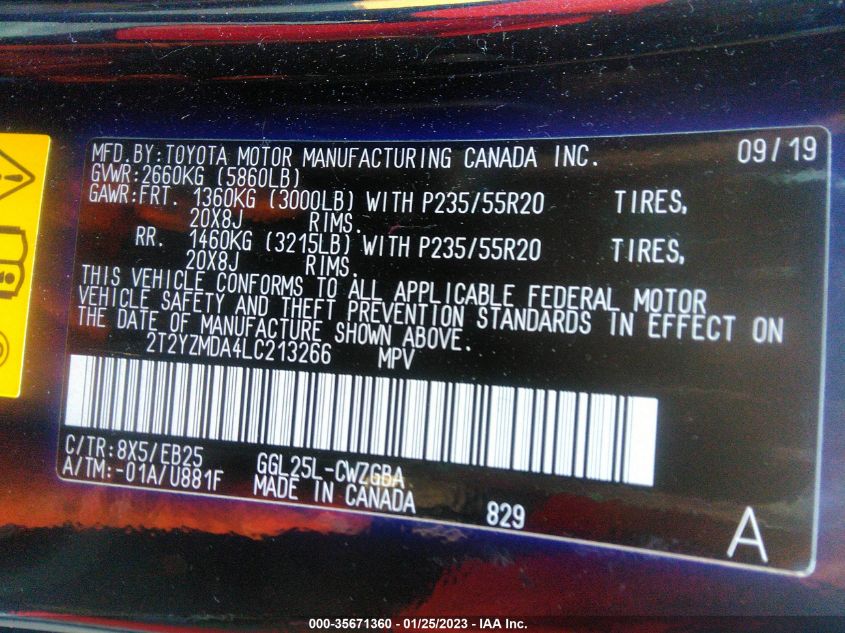 MFD.BY:TOYOTA MOTOR MANUFACTURING CANADA INC. 09/19
GVWR:2660KG (5860LB)
GAWR:FRT. 1360KG (3000LB) WITH P235/55R20 TIRES,
20X8J RIMS.
RR. 1460KG (3215LB) WITH P235/55R20 TIRES,
20X8J RIMS.
THIS VEHICLE CONFORMS TO ALL APPLICABLE FEDERAL MOTOR
VEHICLE SAFETY AND THEFT PREVENTION STANDARDS IN EFFECT ON
THE DATE OF MANUFACTURE SHOWN ABOVE.
2T2YZMDA4LC213266 MPV
C/TR:8X5/EB25 GGL25L-CWZGBA
A/TM:-01A/U881F MADE IN CANADA 829 A
000-35671360 - 01/25/2023 - IAA Inc.